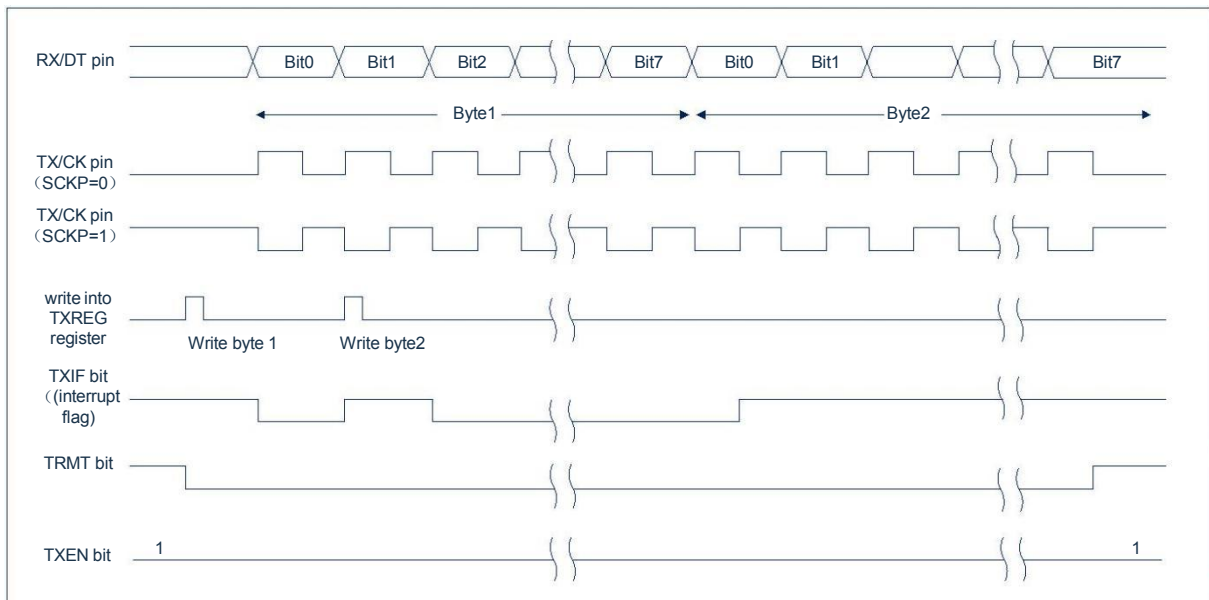 RX/DT pin
Bit0 Bit1 Bit2 Bit7 Bit0 Bit1 Bit7
Byte1 Byte2
TX/CK pin
（SCKP=0）
TX/CK pin
（SCKP=1）
write into
TXREG
register
Write byte 1 Write byte2
TXIF bit
（(interrupt
flag)
TRMT bit
TXEN bit
1 1